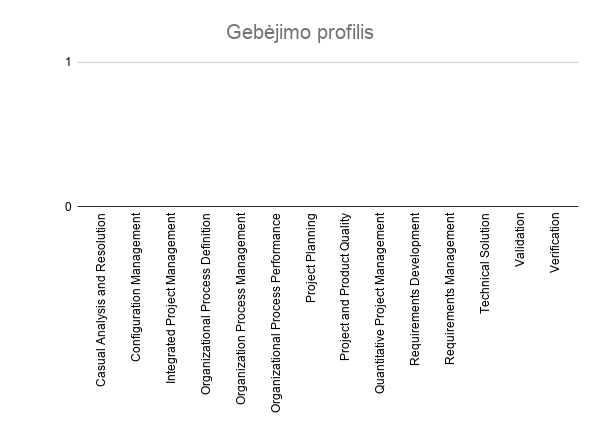 Gebėjimo profilis
1
0
Casual Analysis and Resolution
Configuration Management
Integrated Project Management
Organizational Process Definition
Organization Process Management
Organizational Process Performance
Project Planning
Project and Product Quality
Quantitative Project Management
Requirements Development
Requirements Management
Technical Solution
Validation
Verification